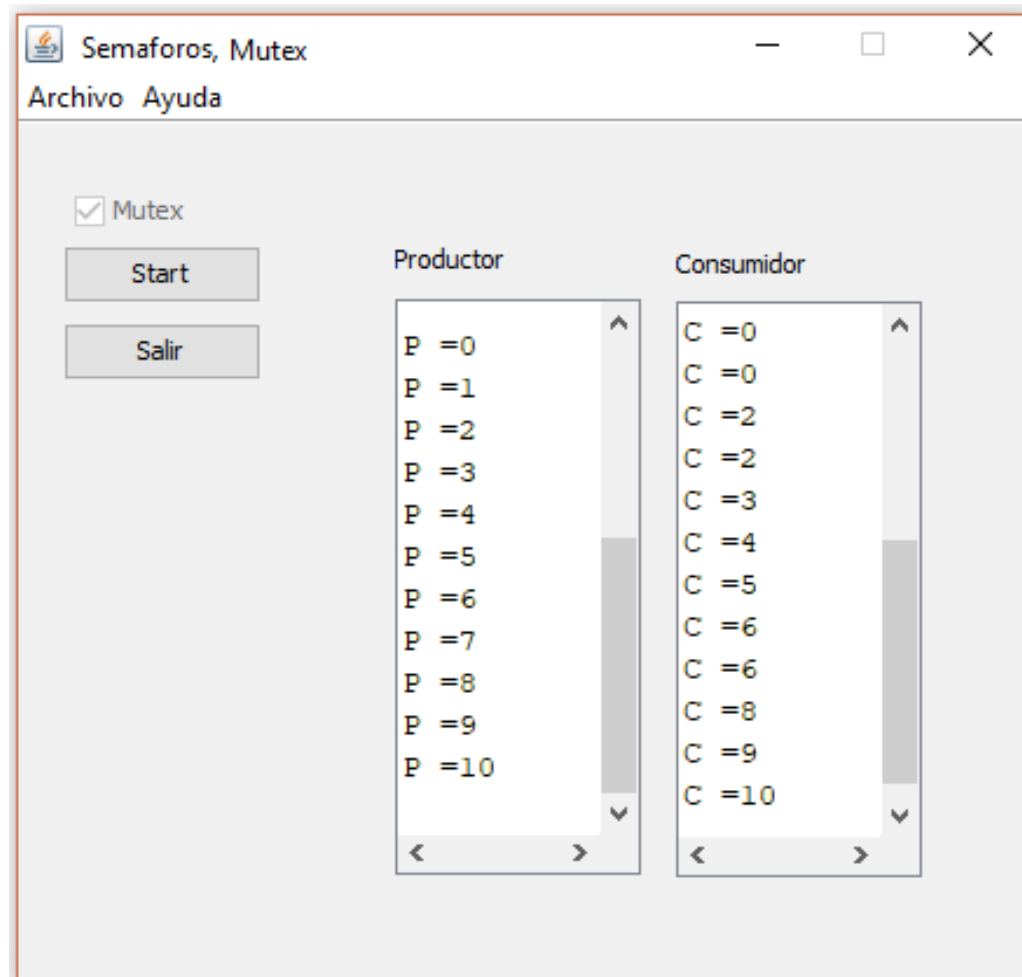 Semaforos, Mutex
Archivo Ayuda
Mutex
Start
Salir
Productor
P =0
P =1
P =2
P =3
P =4
P =5
P =6
P =7
P =8
P =9
P =10
Consumidor
C =0
C =0
C =2
C =2
C =3
C =4
C =5
C =6
C =6
C =8
C =9
C =10